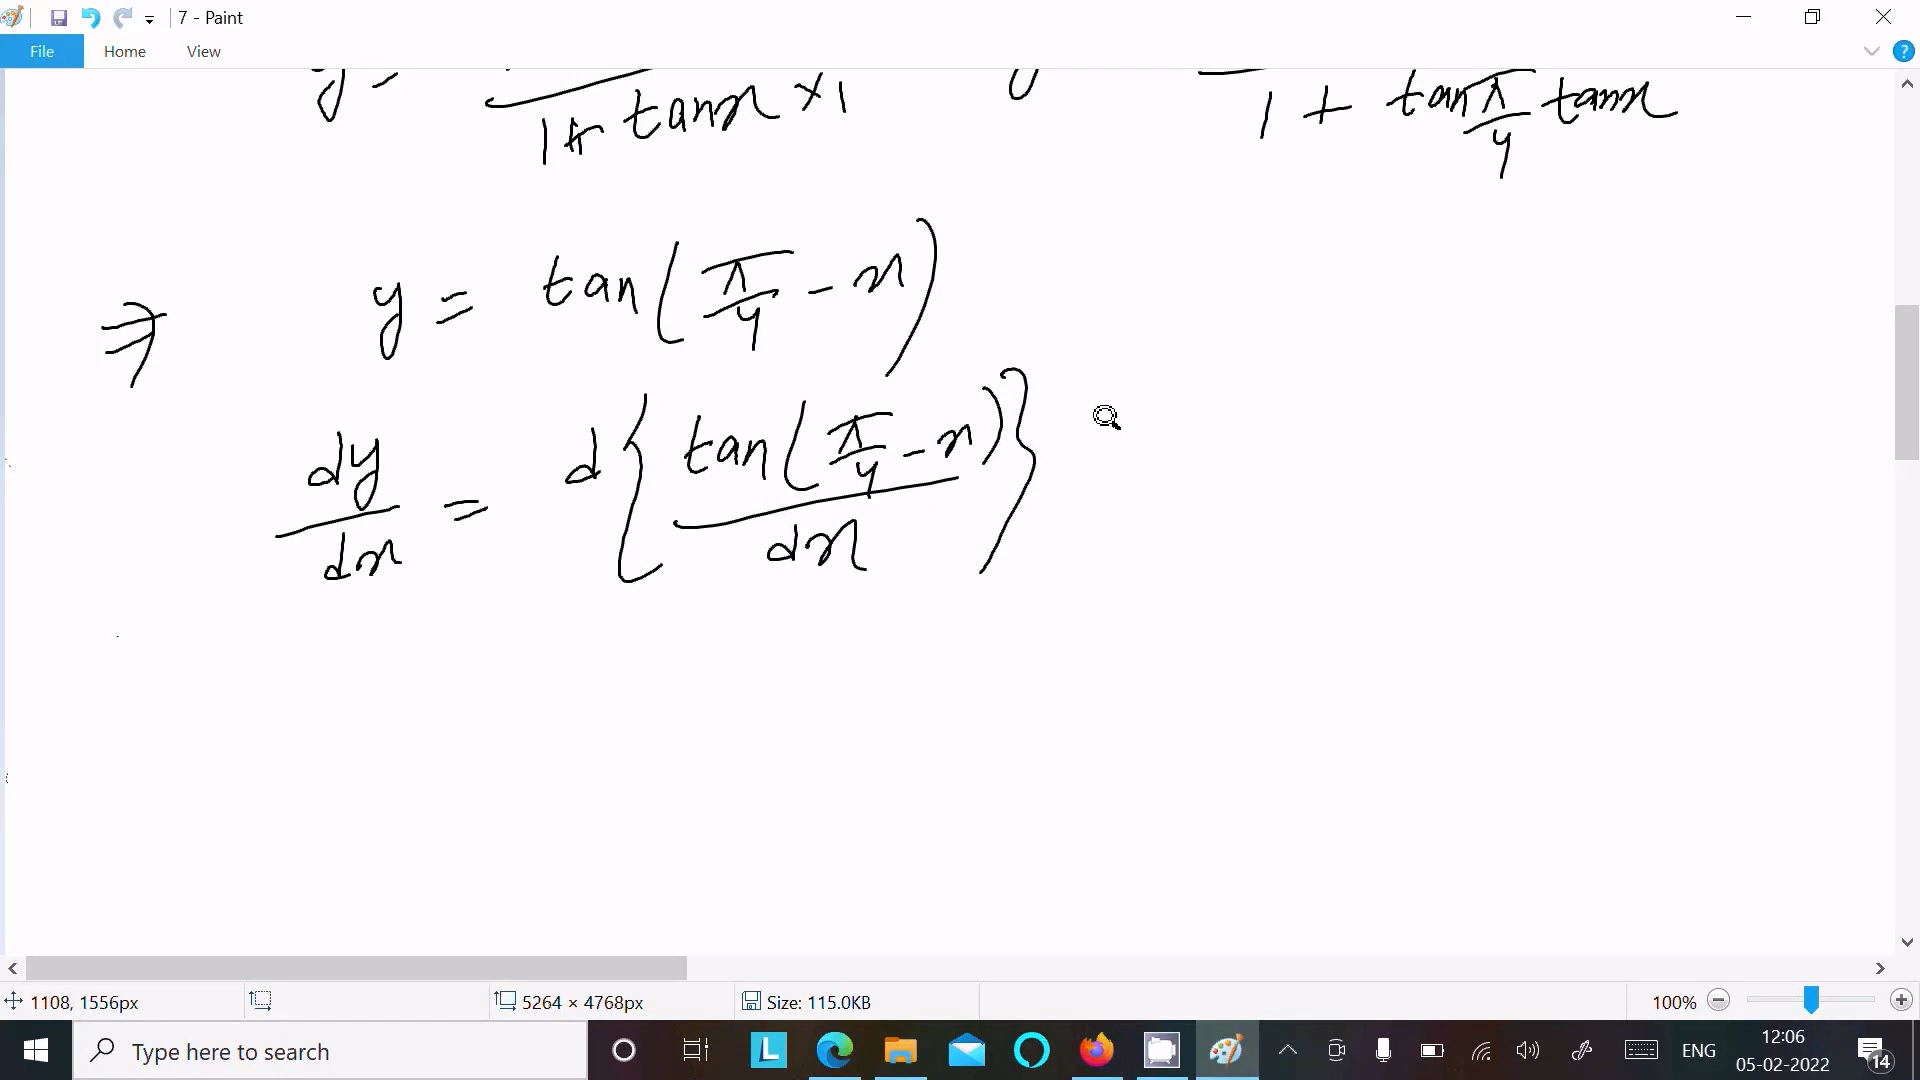 7 - Paint
File Home View
y = 1 + tanx × 1 y 1 + tan π/4 tanx
⇒ y = tan(π/4 - x)
dy/dx = d{tan(π/4 - x)/dx}
1108, 1556px 5264 × 4768px Size: 115.0KB 100%
Type here to search L ENG 12:06
05-02-2022 14